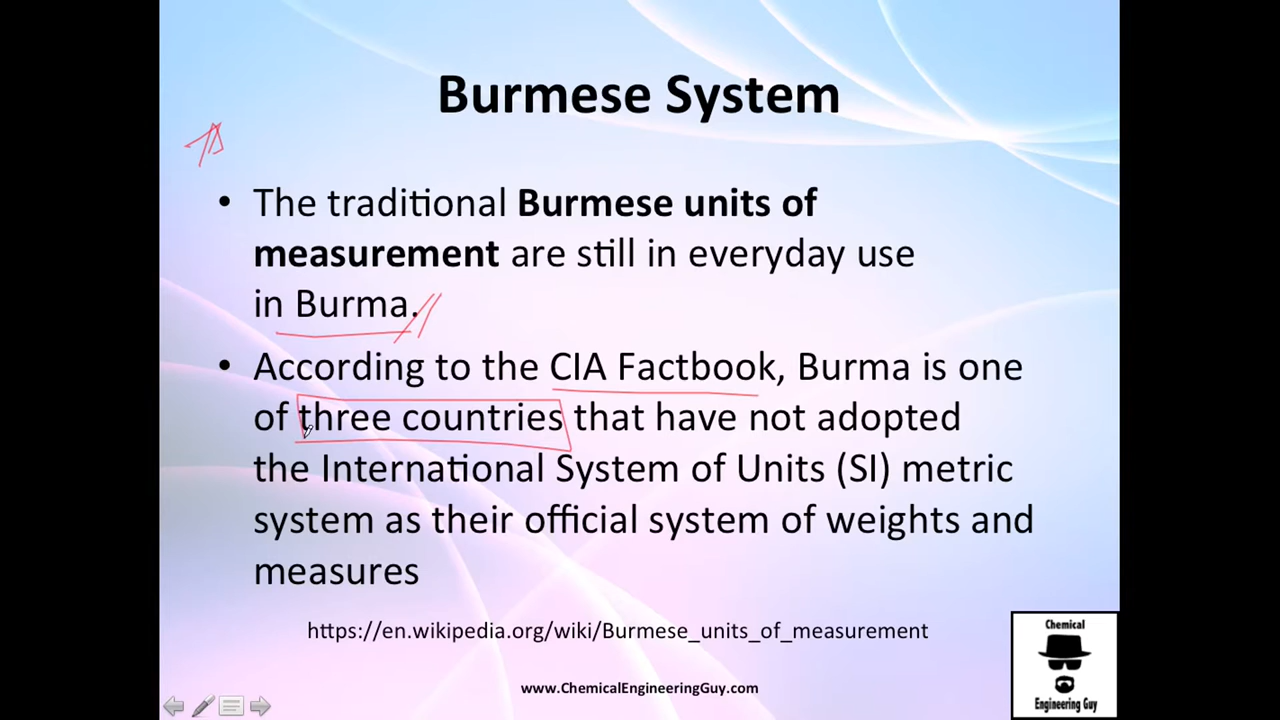 Burmese System
• The traditional Burmese units of
measurement are still in everyday use
in Burma.
• According to the CIA Factbook, Burma is one
of three countries that have not adopted
the International System of Units (SI) metric
system as their official system of weights and
measures
https://en.wikipedia.org/wiki/Burmese_units_of_measurement
www.ChemicalEngineeringGuy.com
Chemical
Engineering Guy